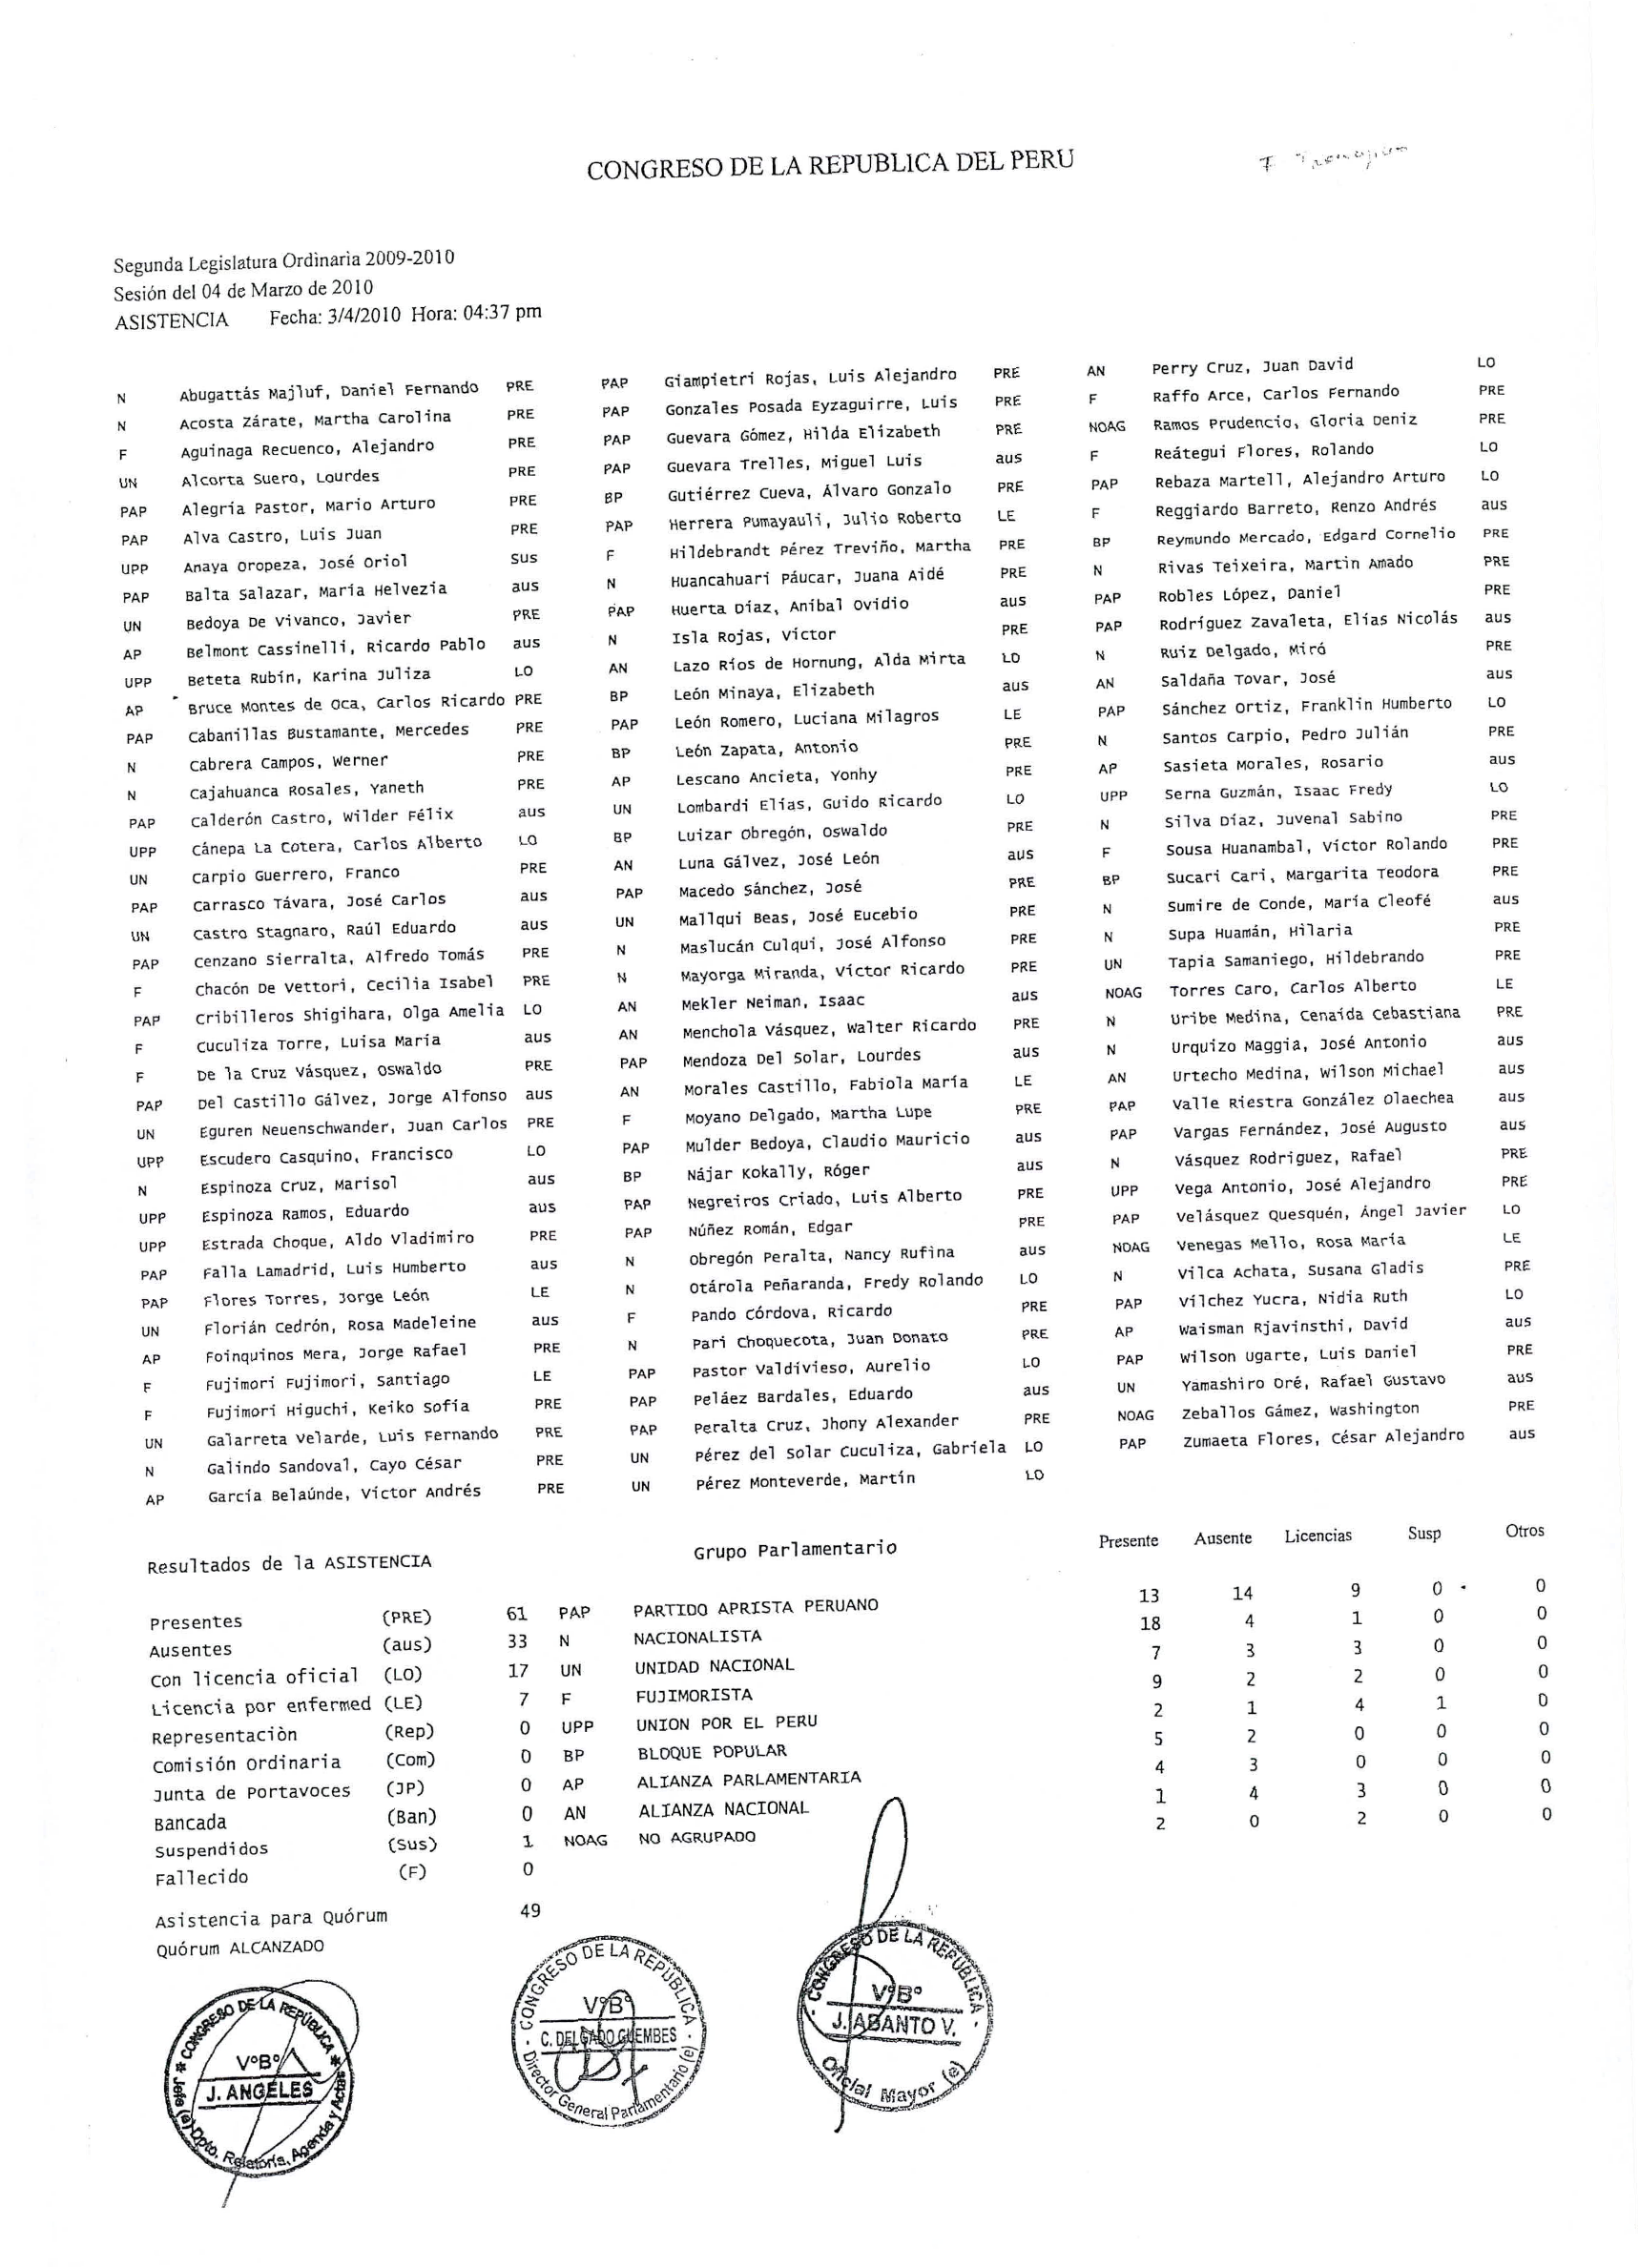 CONGRESO DE LA REPUBLICA DEL PERU
Segunda Legislatura Ordinaria 2009-2010
Sesión del 04 de Marzo de 2010
ASISTENCIA Fecha: 3/4/2010 Hora: 04:37 pm
N Abugattás Majluf, Daniel Fernando PRE
N Acosta Zárate, Martha Carolina PRE
F Aguinaga Recuenco, Alejandro PRE
UN Alcorta Suero, Lourdes PRE
PAP Alegría Pastor, Mario Arturo PRE
PAP Alva Castro, Luis Juan PRE
UPP Anaya Oropeza, José Oriol Sus
PAP Balta Salazar, María Helvezia aus
UN Bedoya De Vivanco, Javier PRE
AP Belmont Cassinelli, Ricardo Pablo aus
UPP Beteta Rubín, Karina Juliza LO
AP Bruce Montes de Oca, Carlos Ricardo PRE
PAP Cabanillas Bustamante, Mercedes PRE
N Cabrera Campos, Werner PRE
N Cajahuanca Rosales, Yaneth PRE
PAP Calderón Castro, Wilder Félix aus
UPP Cánepa La Cotera, Carlos Alberto LO
UN Carpio Guerrero, Franco PRE
PAP Carrasco Távara, José Carlos aus
UN Castro Stagnaro, Raúl Eduardo aus
PAP Cenzano Sierralta, Alfredo Tomás PRE
F Chacón De Vettori, Cecilia Isabel PRE
PAP Cribilleros Shigihara, Olga Amelia LO
F Cuculiza Torre, Luisa María aus
F De la Cruz Vásquez, Oswaldo PRE
PAP Del Castillo Gálvez, Jorge Alfonso aus
UN Eguren Neuenschwander, Juan Carlos PRE
UPP Escudero Casquino, Francisco LO
N Espinoza Cruz, Marisol aus
UPP Espinoza Ramos, Eduardo aus
UPP Estrada Choque, Aldo Vladimiro PRE
PAP Falla Lamadrid, Luis Humberto aus
PAP Flores Torres, Jorge León LE
UN Florián Cedrón, Rosa Madeleine aus
AP Foinquinos Mera, Jorge Rafael PRE
F Fujimori Fujimori, Santiago LE
F Fujimori Higuchi, Keiko Sofía PRE
UN Galarreta Velarde, Luis Fernando PRE
N Galindo Sandoval, Cayo César PRE
AP García Belaúnde, Víctor Andrés PRE
PAP Giampietri Rojas, Luis Alejandro PRE
PAP Gonzales Posada Eyzaguirre, Luis PRE
PAP Guevara Gómez, Hilda Elizabeth PRE
PAP Guevara Trelles, Miguel Luis aus
BP Gutiérrez Cueva, Álvaro Gonzalo PRE
PAP Herrera Pumayauli, Julio Roberto LE
F Hildebrandt Pérez Treviño, Martha PRE
N Huancahuari Páucar, Juana Aidé PRE
PAP Huerta Díaz, Aníbal Ovidio aus
N Isla Rojas, Víctor PRE
AN Lazo Ríos de Hornung, Alda Mirta LO
BP León Minaya, Elizabeth aus
PAP León Romero, Luciana Milagros LE
BP León Zapata, Antonio PRE
AP Lescano Ancieta, Yonhy PRE
UN Lombardi Elías, Guido Ricardo LO
BP Luizar Obregón, Oswaldo PRE
AN Luna Gálvez, José León aus
PAP Macedo Sánchez, José PRE
UN Mallqui Beas, José Eucebio PRE
N Maslucán Culqui, José Alfonso PRE
N Mayorga Miranda, Víctor Ricardo PRE
AN Mekler Neiman, Isaac aus
AN Menchola Vásquez, Walter Ricardo PRE
PAP Mendoza Del Solar, Lourdes aus
AN Morales Castillo, Fabiola María LE
F Moyano Delgado, Martha Lupe PRE
PAP Mulder Bedoya, Claudio Mauricio aus
BP Nájar Kokally, Róger aus
PAP Negreiros Criado, Luis Alberto PRE
PAP Núñez Román, Edgar PRE
N Obregón Peralta, Nancy Rufina aus
N Otárola Peñaranda, Fredy Rolando LO
F Pando Córdova, Ricardo PRE
N Pari Choquecota, Juan Donato PRE
PAP Pastor Valdivieso, Aurelio LO
PAP Peláez Bardales, Eduardo aus
PAP Peralta Cruz, Jhony Alexander PRE
UN Pérez del Solar Cuculiza, Gabriela LO
UN Pérez Monteverde, Martín LO
AN Perry Cruz, Juan David LO
F Raffo Arce, Carlos Fernando PRE
NOAG Ramos Prudencio, Gloria Deniz PRE
F Reátegui Flores, Rolando LO
PAP Rebaza Martell, Alejandro Arturo LO
F Reggiardo Barreto, Renzo Andrés aus
BP Reymundo Mercado, Edgard Cornelio PRE
N Rivas Teixeira, Martín Amado PRE
PAP Robles López, Daniel PRE
PAP Rodríguez Zavaleta, Elías Nicolás aus
N Ruiz Delgado, Miró PRE
AN Saldaña Tovar, José aus
PAP Sánchez Ortiz, Franklin Humberto LO
N Santos Carpio, Pedro Julián PRE
AP Sasieta Morales, Rosario aus
UPP Serna Guzmán, Isaac Fredy LO
N Silva Díaz, Juvenal Sabino PRE
F Sousa Huanambal, Víctor Rolando PRE
BP Sucari Cari, Margarita Teodora PRE
N Sumire de Conde, María Cleofé aus
N Supa Huamán, Hilaria PRE
UN Tapia Samaniego, Hildebrando PRE
NOAG Torres Caro, Carlos Alberto LE
N Uribe Medina, Cenaida Cebastiana PRE
N Urquizo Maggia, José Antonio aus
AN Urtecho Medina, Wilson Michael aus
PAP Valle Riestra González Olaechea aus
PAP Vargas Fernández, José Augusto aus
N Vásquez Rodríguez, Rafael PRE
UPP Vega Antonio, José Alejandro PRE
PAP Velásquez Quesquén, Ángel Javier LO
NOAG Venegas Mello, Rosa María LE
N Vilca Achata, Susana Gladis PRE
PAP Vílchez Yucra, Nidia Ruth LO
AP Waisman Rjavinsthi, David aus
PAP Wilson Ugarte, Luis Daniel PRE
UN Yamashiro Oré, Rafael Gustavo aus
NOAG Zeballos Gámez, Washington PRE
PAP Zumaeta Flores, César Alejandro aus
Resultados de la ASISTENCIA Grupo Parlamentario Presente Ausente Licencias Susp Otros
Presentes (PRE) 61 PAP PARTIDO APRISTA PERUANO 13 14 9 0 0
Ausentes (aus) 33 N NACIONALISTA 18 4 1 0 0
Con licencia oficial (LO) 17 UN UNIDAD NACIONAL 7 3 3 0 0
Licencia por enfermed (LE) 7 F FUJIMORISTA 9 2 2 0 0
Representaciòn (Rep) 0 UPP UNION POR EL PERU 2 1 4 1 0
Comisión Ordinaria (Com) 0 BP BLOQUE POPULAR 5 2 0 0 0
Junta de Portavoces (JP) 0 AP ALIANZA PARLAMENTARIA 4 3 0 0 0
Bancada (Ban) 0 AN ALIANZA NACIONAL 1 4 3 0 0
Suspendidos (Sus) 1 NOAG NO AGRUPADO 2 0 2 0 0
Fallecido (F) 0
Asistencia para Quórum 49
Quórum ALCANZADO
CONGRESO DE LA REPÚBLICA
V°B°
J. ANGELES
Jefe (e) Dpto. Relatoría, Agenda y Actas
CONGRESO DE LA REPÚBLICA
V°B°
C. DELGADO GUEMBES
Director General Parlamentario (e)
CONGRESO DE LA REPÚBLICA
V°B°
J. ABANTO V.
Oficial Mayor (e)